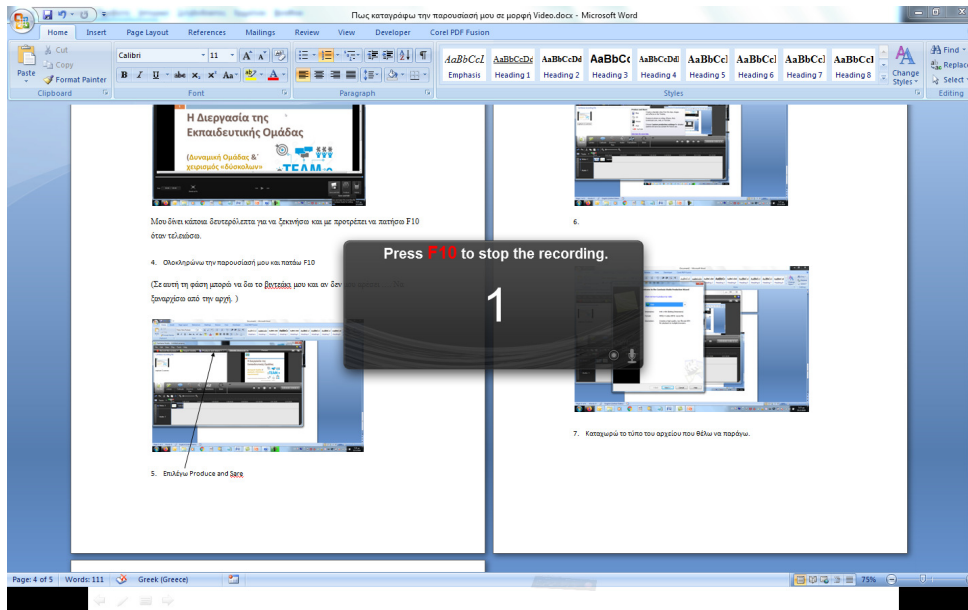 Πως καταγράφω την παρουσίασή μου σε μορφή Video.docx - Microsoft Word
Home Insert Page Layout References Mailings Review View Developer Corel PDF Fusion
Paste
Cut
Copy
Format Painter
Clipboard
Calibri 11
Font
Paragraph
AaBbCcL AaBbCcDc AaBbCcDd AaBbCc AaBbCcDdI AaBbCcI AaBbCcI AaBbCcI AaBbCcI
Emphasis Heading 1 Heading 2 Heading 3 Heading 4 Heading 5 Heading 6 Heading 7 Heading 8
Change Styles
Styles
Find
Replac
Select
Editing
Η Διεργασία της
Εκπαιδευτικής Ομάδας
(Δυναμική Ομάδας &
χειρισμός «δύσκολων»
TEAM
Μου δίνει κάποια δευτερόλεπτα για να ξεκινήσω και με προτρέπει να πατήσω F10
όταν τελειώσω.
4. Ολοκληρώνω την παρουσίασή μου και πατάω F10
(Σε αυτή τη φάση μπορώ να δω το βιντεάκι μου και αν δεν
ξαναρχίσω από την αρχή. )
5. Επιλέγω Produce and Sare
6.
7. Καταχωρώ το τύπο του αρχείου που θέλω να παράγω.
Press F10 to stop the recording.
1
Page: 4 of 5 Words: 111 Greek (Greece) 75%